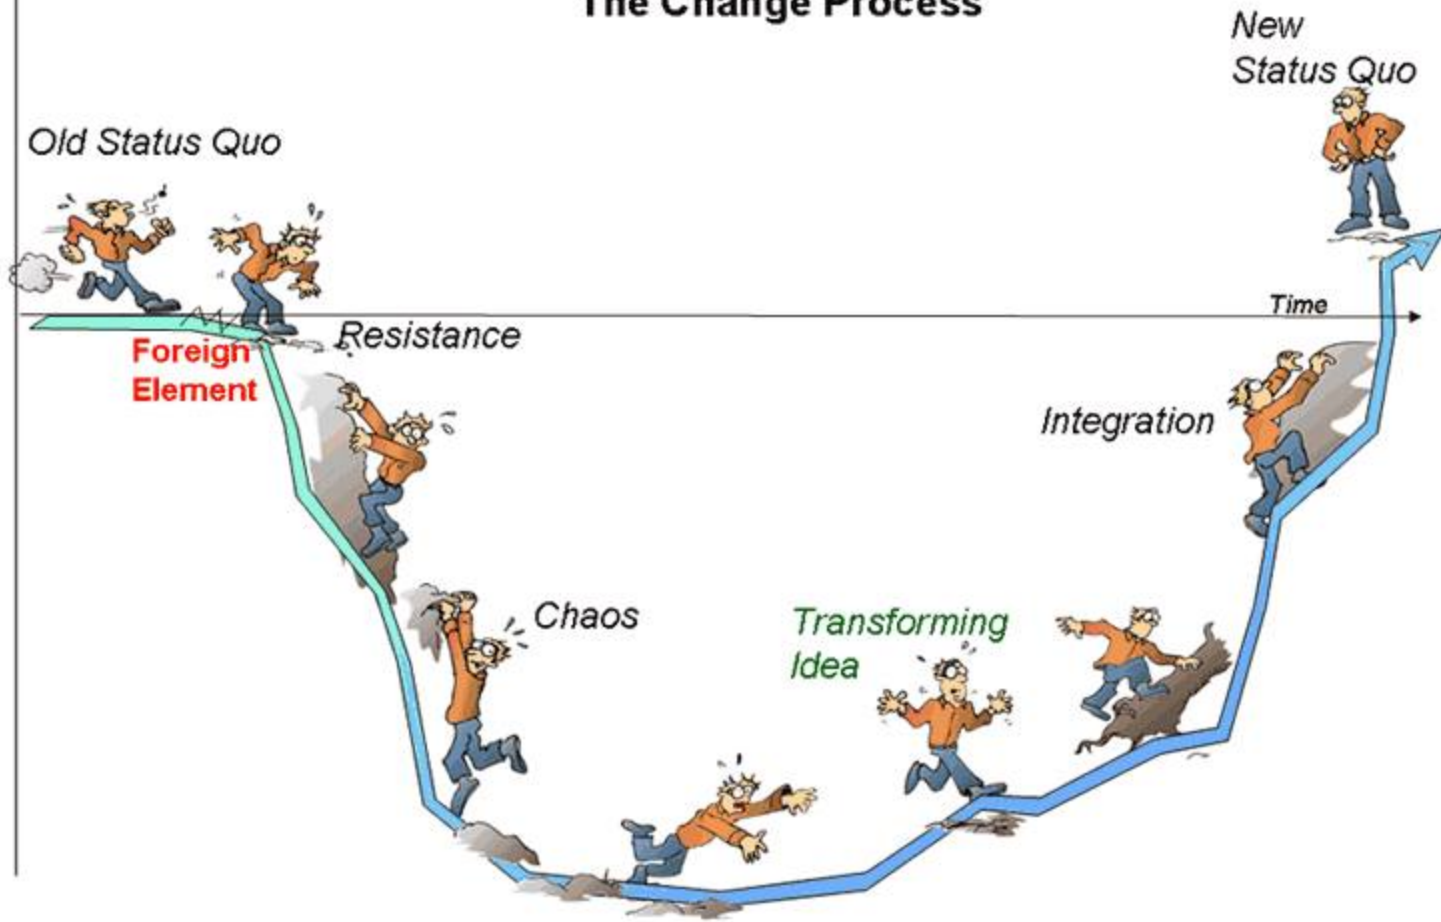 The Change Process
New
Status Quo
Old Status Quo
Time
Resistance
Foreign
Element
Integration
Chaos
Transforming
Idea